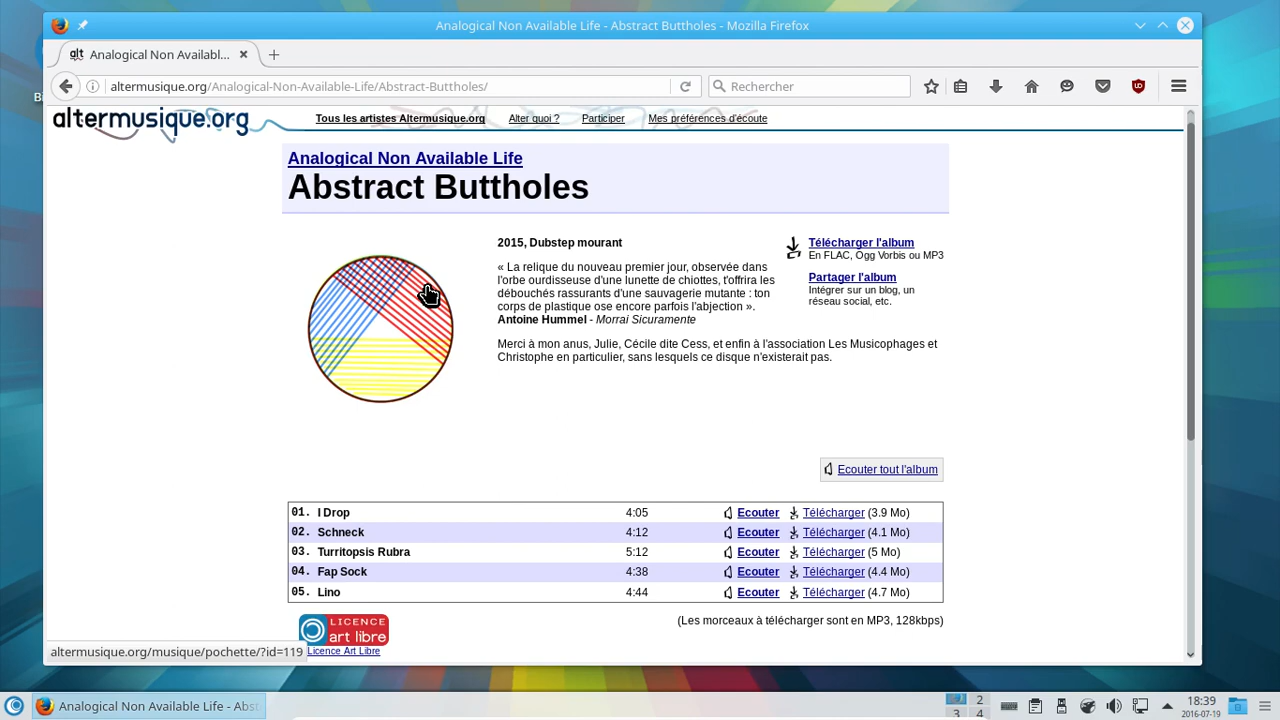 Analogical Non Available Life - Abstract Buttholes - Mozilla Firefox
alt Analogical Non Availabl...
altermusique.org/Analogical-Non-Available-Life/Abstract-Buttholes/
Rechercher
altermusique.org
Tous les artistes Altermusique.org Alter quoi ? Participer Mes préférences d'écoute
Analogical Non Available Life
Abstract Buttholes
2015, Dubstep mourant
« La relique du nouveau premier jour, observée dans
l'orbe ourdisseuse d'une lunette de chiottes, t'offrira les
débouchés rassurants d'une sauvagerie mutante : ton
corps de plastique ose encore parfois l'abjection ».
Antoine Hummel - Morrai Sicuramente
Merci à mon anus, Julie, Cécile dite Cess, et enfin à l'association Les Musicophages et
Christophe en particulier, sans lesquels ce disque n'existerait pas.
Télécharger l'album
En FLAC, Ogg Vorbis ou MP3
Partager l'album
Intégrer sur un blog, un
réseau social, etc.
Ecouter tout l'album
01. I Drop 4:05 Ecouter Télécharger (3.9 Mo)
02. Schneck 4:12 Ecouter Télécharger (4.1 Mo)
03. Turritopsis Rubra 5:12 Ecouter Télécharger (5 Mo)
04. Fap Sock 4:38 Ecouter Télécharger (4.4 Mo)
05. Lino 4:44 Ecouter Télécharger (4.7 Mo)
LICENCE
art libre
Licence Art Libre
(Les morceaux à télécharger sont en MP3, 128kbps)
altermusique.org/musique/pochette/?id=119
Bi
Analogical Non Available Life - Abst
2
3 4
18:39
2016-07-19